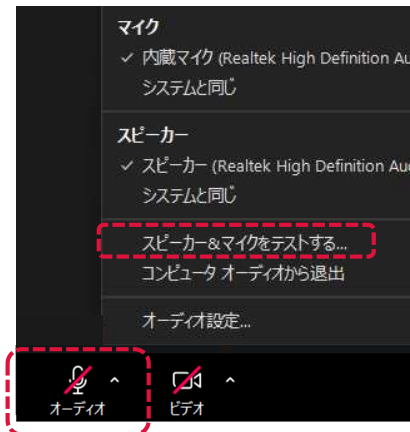 マイク
✓ 内蔵マイク (Realtek High Definition Au
システムと同じ
スピーカー
✓ スピーカー (Realtek High Definition Au
システムと同じ
スピーカー&マイクをテストする...
コンピュータ オーディオから退出
オーディオ設定...
オーディオ ビデオ